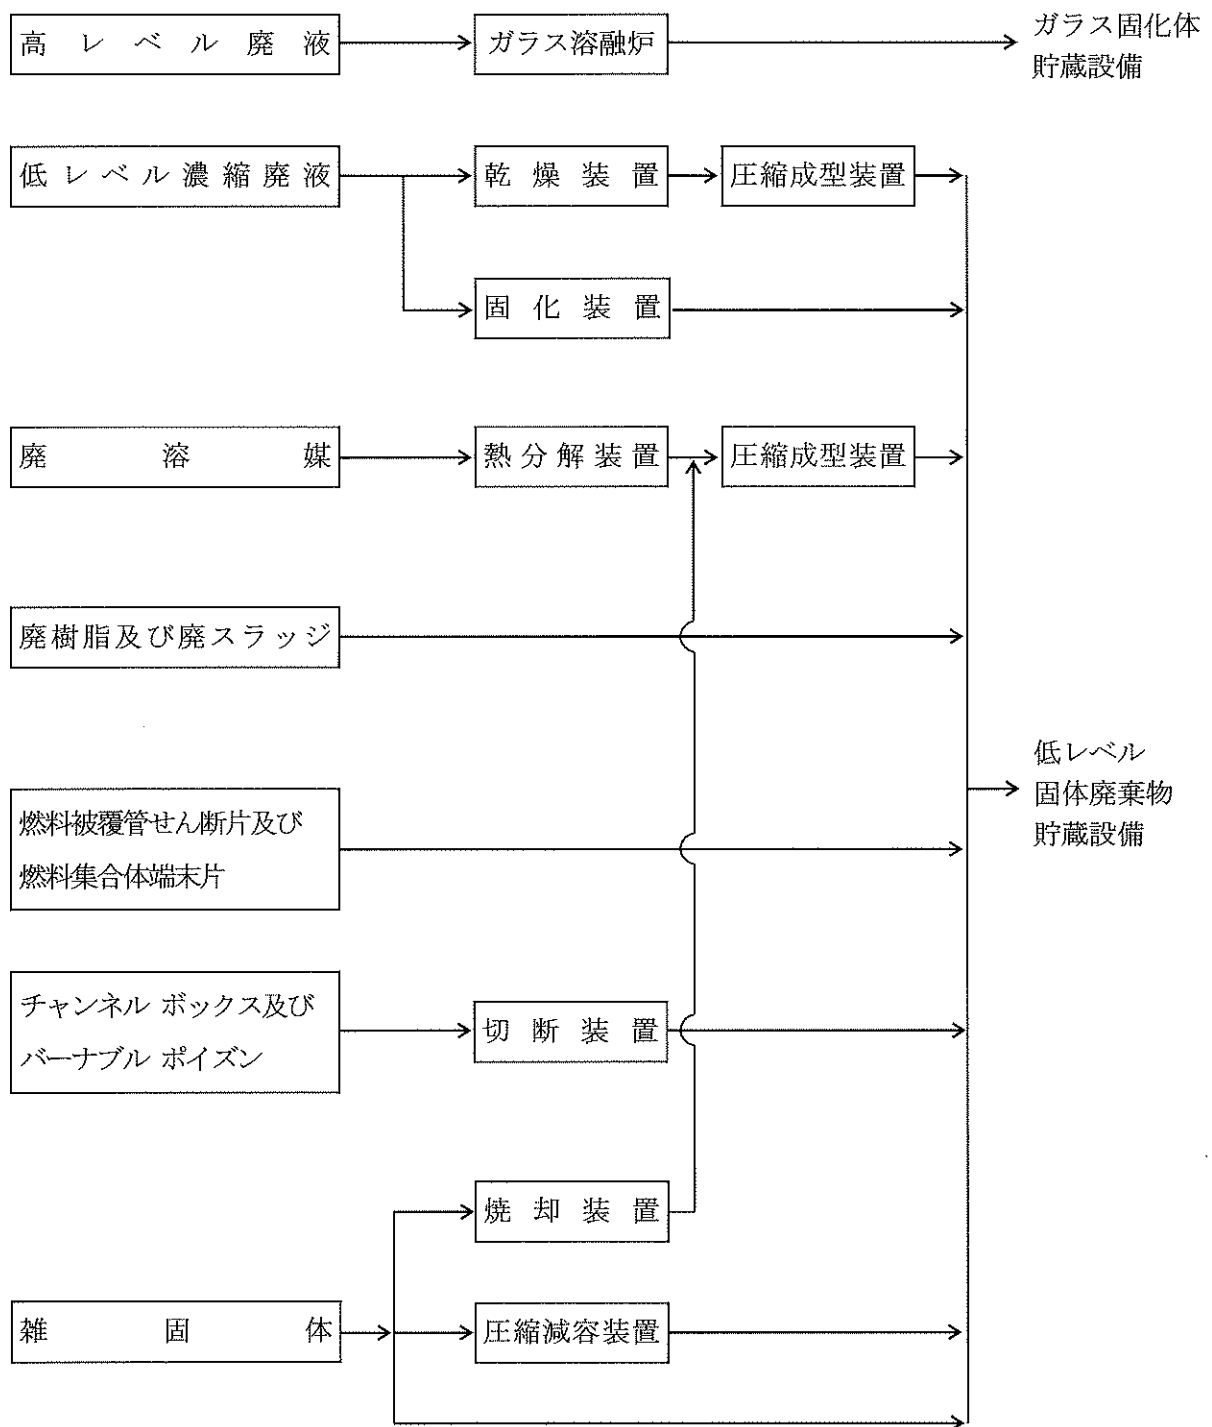 高レベル廃液
ガラス溶融炉
ガラス固化体
貯蔵設備
低レベル濃縮廃液
乾燥装置
圧縮成型装置
固化装置
廃溶媒
熱分解装置
圧縮成型装置
廃樹脂及び廃スラッジ
低レベル
固体廃棄物
貯蔵設備
燃料被覆管せん断片及び
燃料集合体端末片
チャンネル ボックス及び
バーナブル ポイズン
切断装置
焼却装置
雑固体
圧縮減容装置